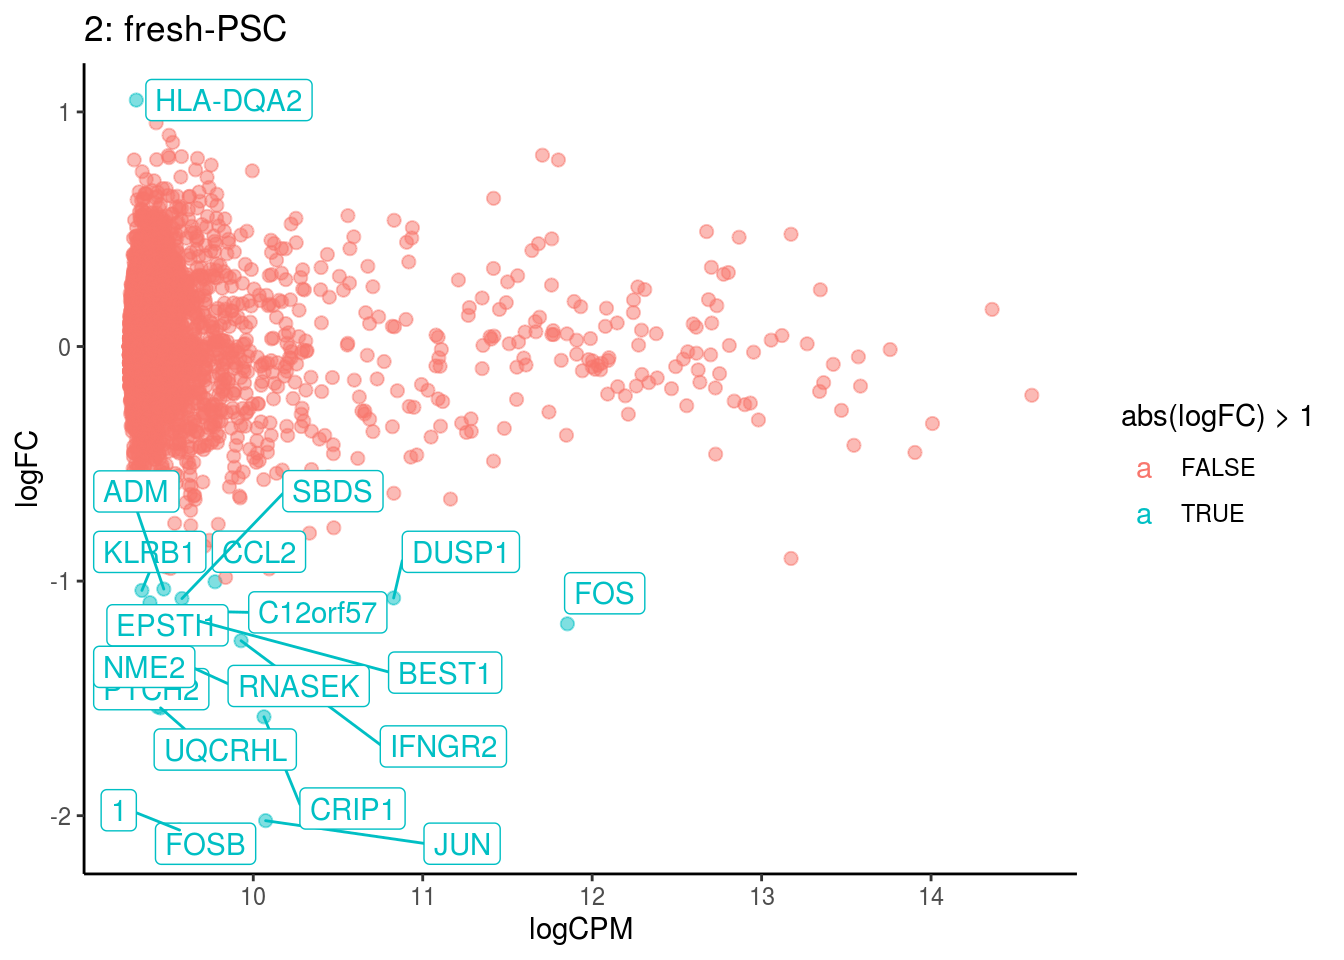 2: fresh-PSC
HLA-DQA2
1
0
-1
-2
logFC
ADM
SBDS
KLRB1
CCL2
DUSP1
FOS
C12orf57
EPSTI1
NME2
BEST1
RNASEK
PTCH2
UQCRHL
IFNGR2
1
CRIP1
FOSB
JUN
10 11 12 13 14
logCPM
abs(logFC) > 1
a FALSE
a TRUE